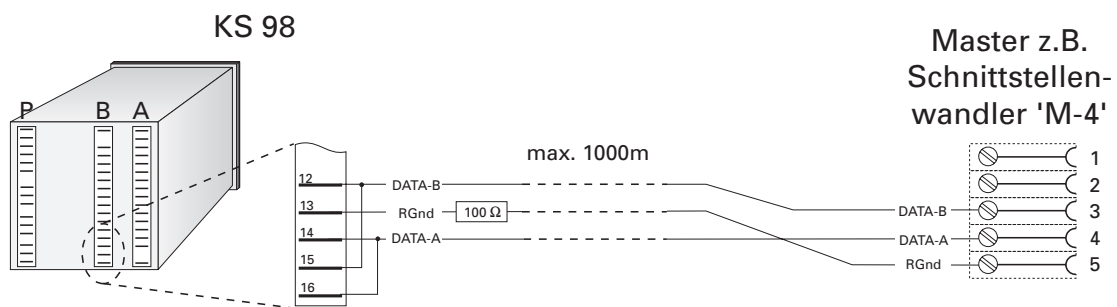 KS 98
Master z.B.
Schnittstellen-
wandler 'M-4'
P B A
max. 1000m
12
DATA-B
13
RGnd
100 Ω
14
DATA-A
15
16
1
2
DATA-B
3
DATA-A
4
RGnd
5